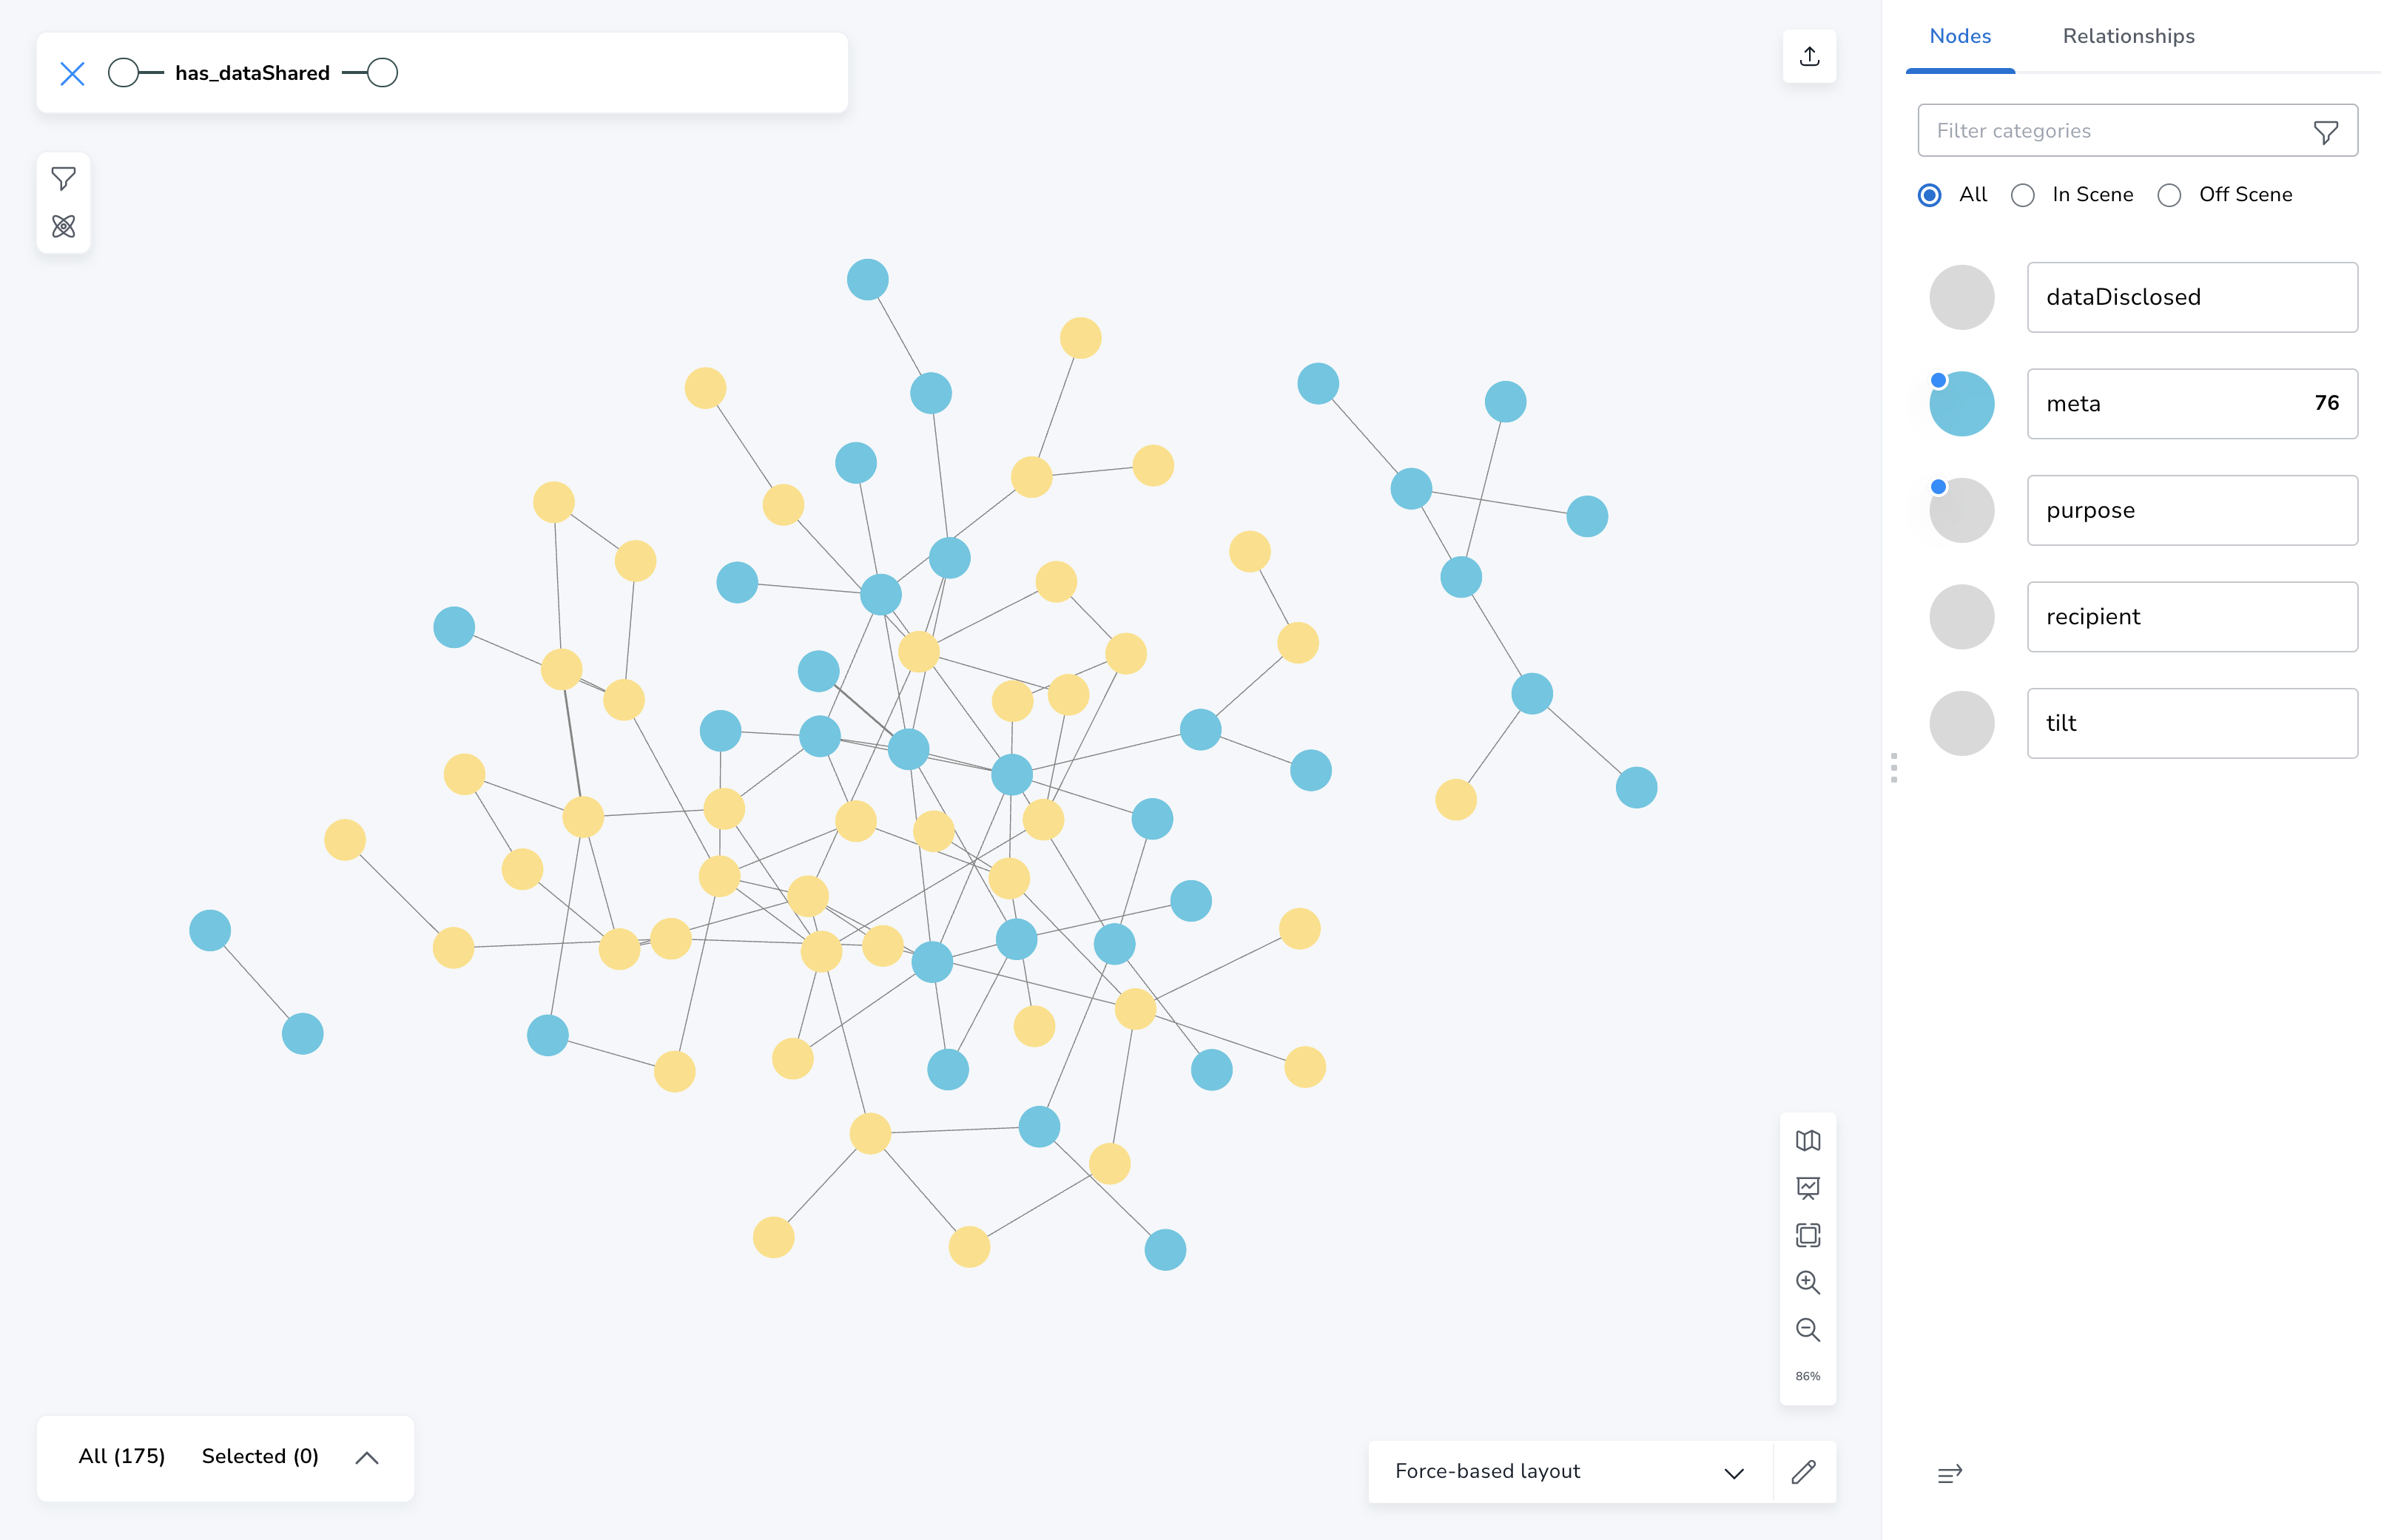 has_dataShared
Nodes Relationships
Filter categories
All In Scene Off Scene
dataDisclosed
meta 76
purpose
recipient
tilt
86%
All (175) Selected (0)
Force-based layout